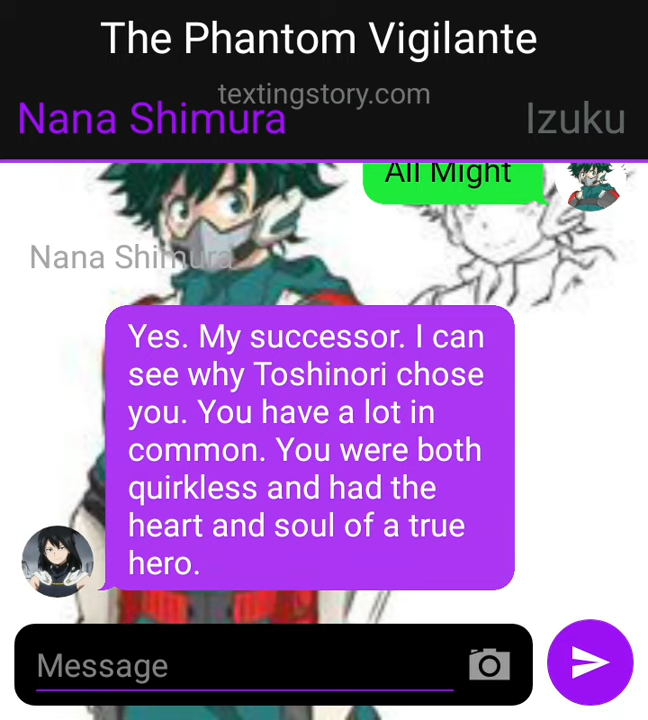 The Phantom Vigilante
textingstory.com
Nana Shimura
Izuku
All Might
Nana Shimura
Yes. My successor. I can
see why Toshinori chose
you. You have a lot in
common. You were both
quirkless and had the
heart and soul of a true
hero.
Message